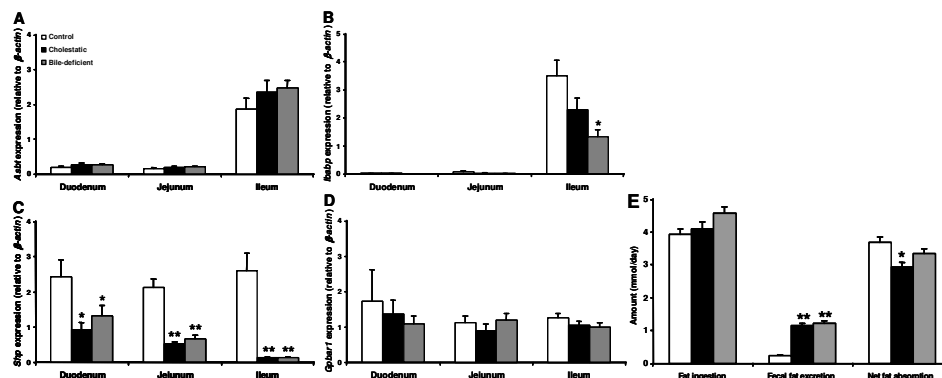 A
Asbt expression (relative to β-actin)
4
3
2
1
0
Control
Cholestatic
Bile-deficient
Duodenum Jejunum Ileum
B
Ibabp expression (relative to β-actin)
5
4
3
2
1
0
*
Duodenum Jejunum Ileum
C
Shp expression (relative to β-actin)
4
3
2
1
0
* * ** ** ** **
Duodenum Jejunum Ileum
D
Gpbar1 expression (relative to β-actin)
4
3
2
1
0
Duodenum Jejunum Ileum
E
Amount (mmol/day)
5
4
3
2
1
0
** ** *
Fat ingestion Fecal fat excretion Net fat absorption